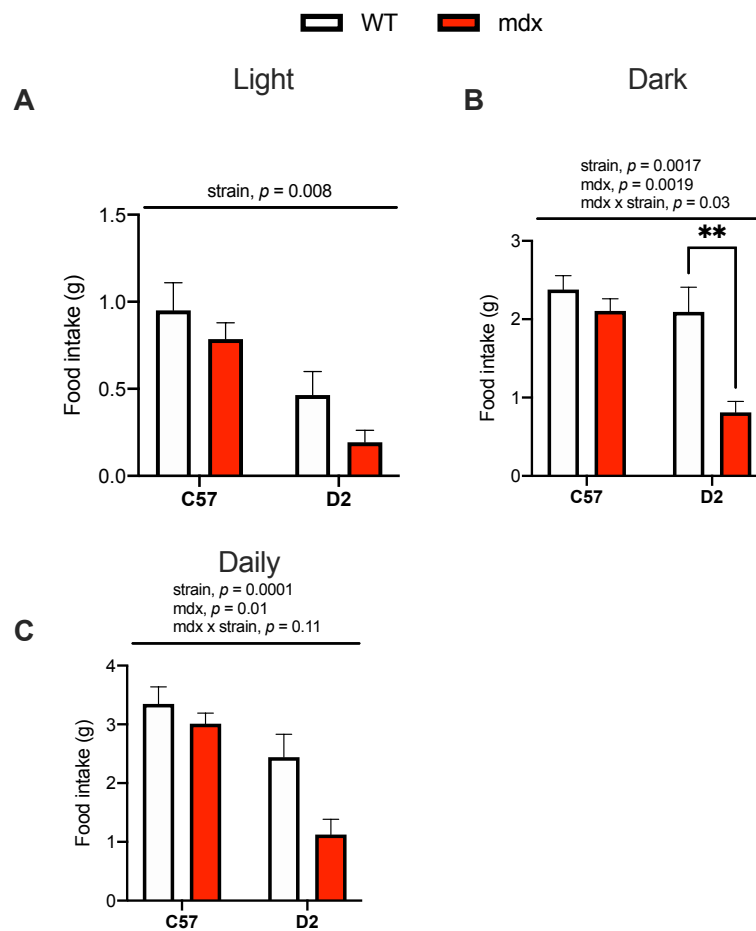 WT mdx
A Light
strain, p = 0.008
Food intake (g)
1.5
1.0
0.5
0.0
C57 D2
B Dark
strain, p = 0.0017
mdx, p = 0.0019
mdx x strain, p = 0.03
**
Food intake (g)
3
2
1
0
C57 D2
C Daily
strain, p = 0.0001
mdx, p = 0.01
mdx x strain, p = 0.11
Food intake (g)
4
3
2
1
0
C57 D2